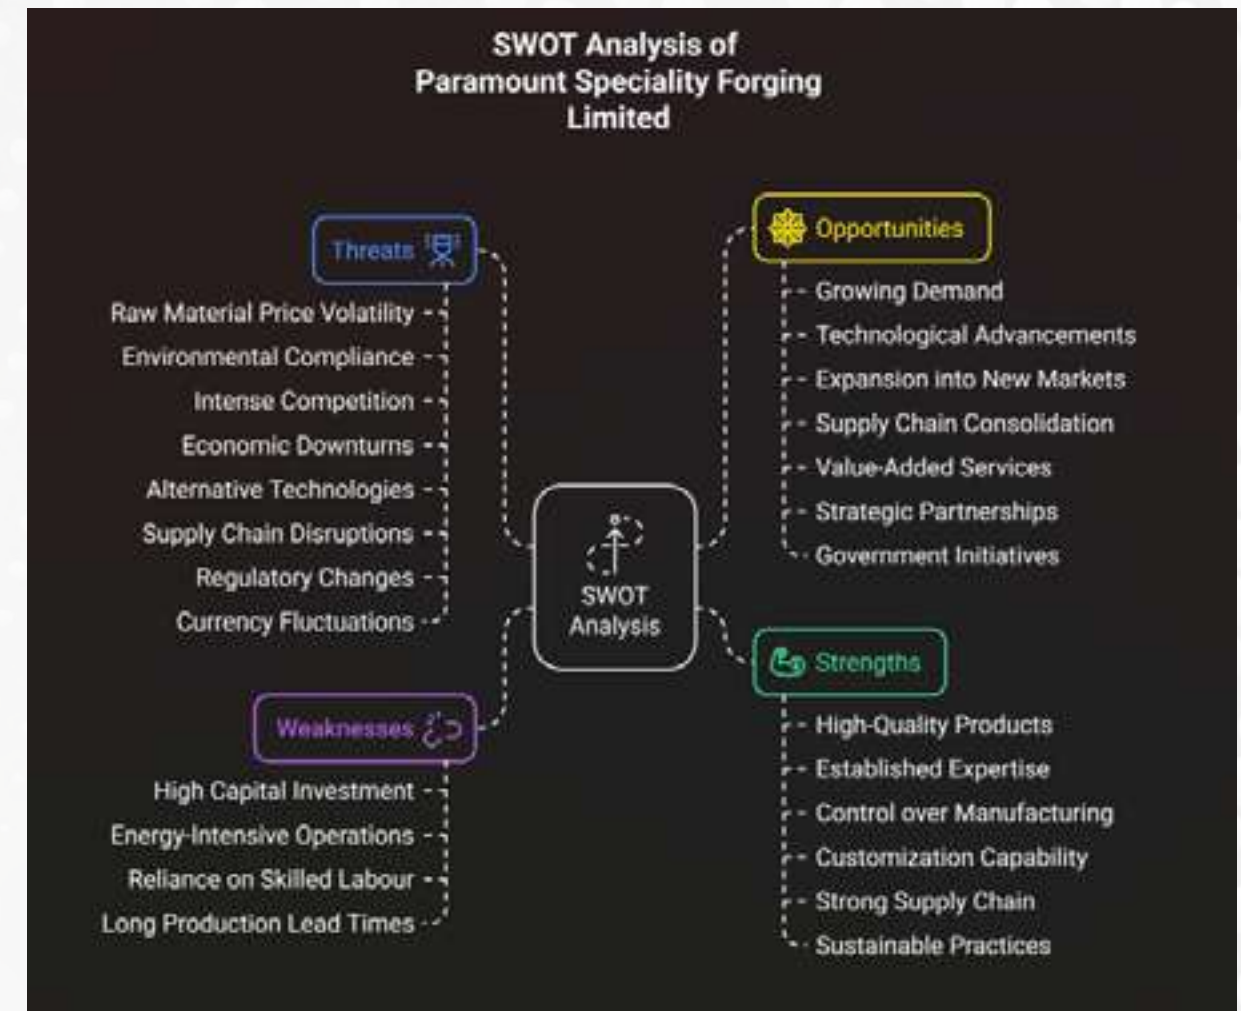 SWOT Analysis of
Paramount Speciality Forging
Limited
Threats
Raw Material Price Volatility
Environmental Compliance
Intense Competition
Economic Downturns
Alternative Technologies
Supply Chain Disruptions
Regulatory Changes
Currency Fluctuations
Weaknesses
High Capital Investment
Energy-Intensive Operations
Reliance on Skilled Labour
Long Production Lead Times
SWOT
Analysis
Opportunities
Growing Demand
Technological Advancements
Expansion into New Markets
Supply Chain Consolidation
Value-Added Services
Strategic Partnerships
Government Initiatives
Strengths
High-Quality Products
Established Expertise
Control over Manufacturing
Customization Capability
Strong Supply Chain
Sustainable Practices